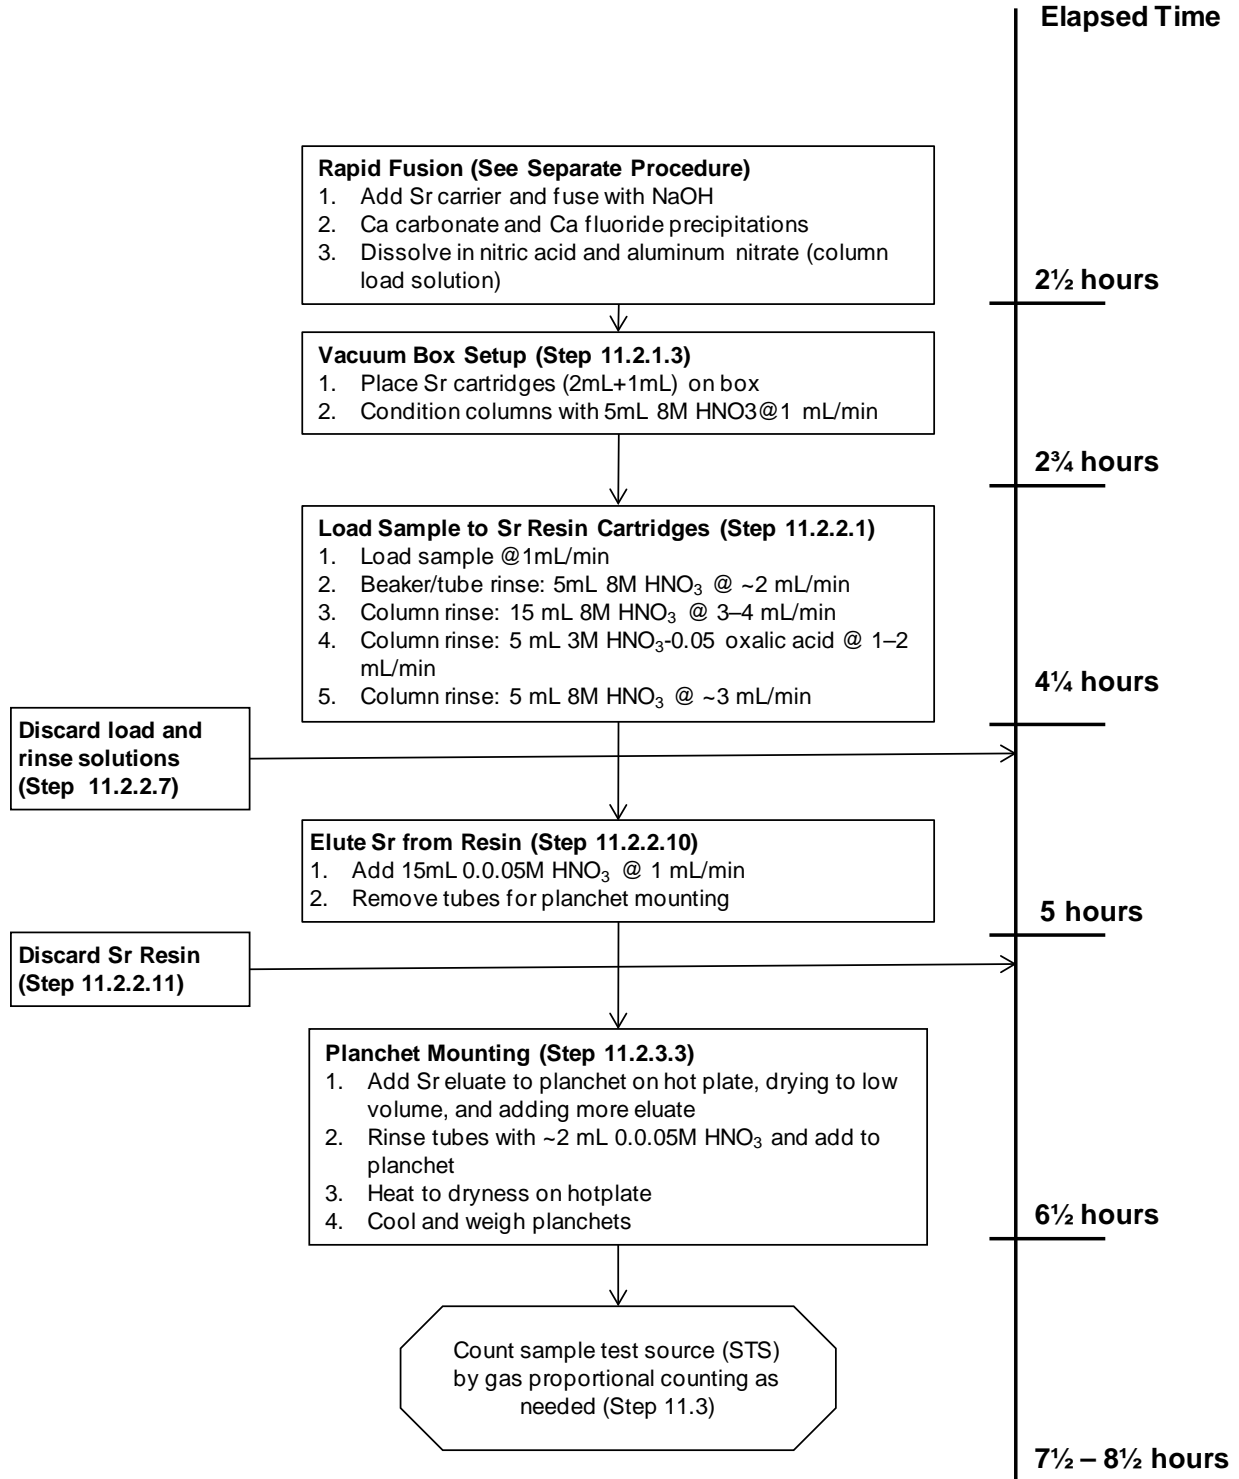 Elapsed Time
Rapid Fusion (See Separate Procedure)
1. Add Sr carrier and fuse with NaOH
2. Ca carbonate and Ca fluoride precipitations
3. Dissolve in nitric acid and aluminum nitrate (column
load solution)
2½ hours
Vacuum Box Setup (Step 11.2.1.3)
1. Place Sr cartridges (2mL+1mL) on box
2. Condition columns with 5mL 8M HNO3@1 mL/min
2¾ hours
Load Sample to Sr Resin Cartridges (Step 11.2.2.1)
1. Load sample @1mL/min
2. Beaker/tube rinse: 5mL 8M HNO₃ @ ~2 mL/min
3. Column rinse: 15 mL 8M HNO₃ @ 3–4 mL/min
4. Column rinse: 5 mL 3M HNO₃-0.05 oxalic acid @ 1–2
mL/min
5. Column rinse: 5 mL 8M HNO₃ @ ~3 mL/min
4¼ hours
Discard load and
rinse solutions
(Step 11.2.2.7)
Elute Sr from Resin (Step 11.2.2.10)
1. Add 15mL 0.0.05M HNO₃ @ 1 mL/min
2. Remove tubes for planchet mounting
5 hours
Discard Sr Resin
(Step 11.2.2.11)
Planchet Mounting (Step 11.2.3.3)
1. Add Sr eluate to planchet on hot plate, drying to low
volume, and adding more eluate
2. Rinse tubes with ~2 mL 0.0.05M HNO₃ and add to
planchet
3. Heat to dryness on hotplate
4. Cool and weigh planchets
6½ hours
Count sample test source (STS)
by gas proportional counting as
needed (Step 11.3)
7½ – 8½ hours